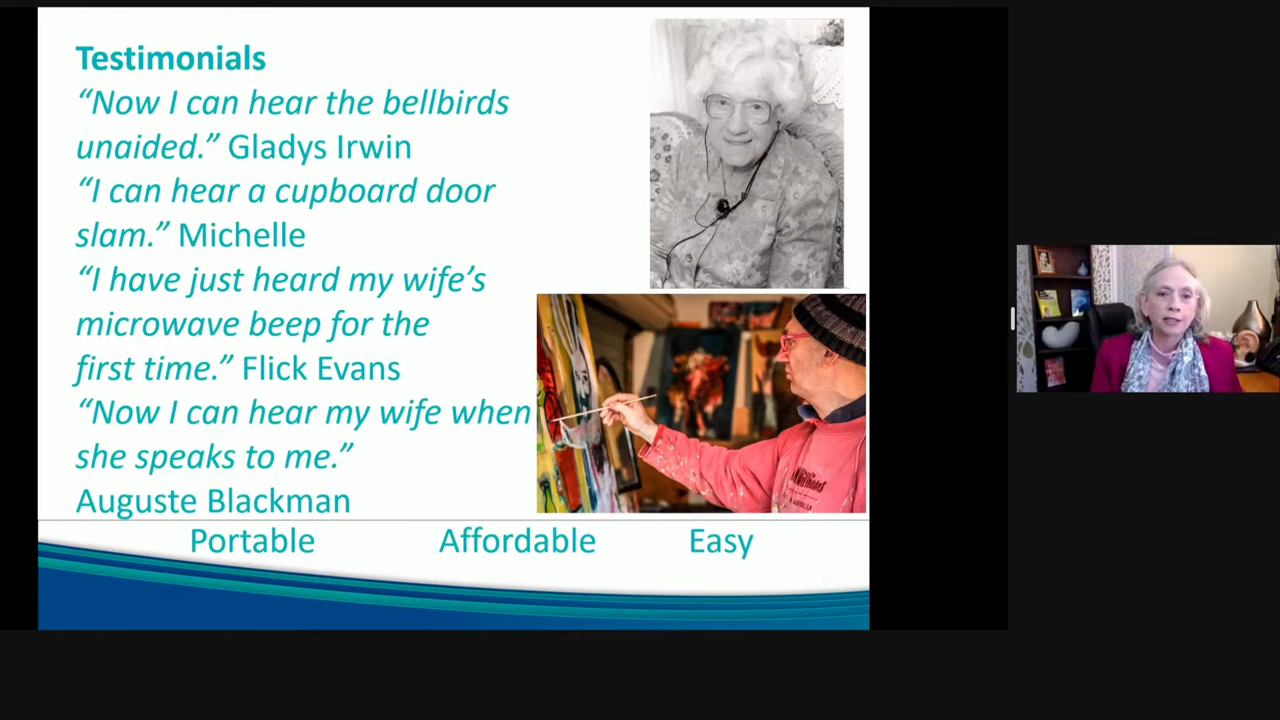 Testimonials
“Now I can hear the bellbirds
unaided.” Gladys Irwin
“I can hear a cupboard door
slam.” Michelle
“I have just heard my wife’s
microwave beep for the
first time.” Flick Evans
“Now I can hear my wife when
she speaks to me.”
Auguste Blackman
Portable Affordable Easy